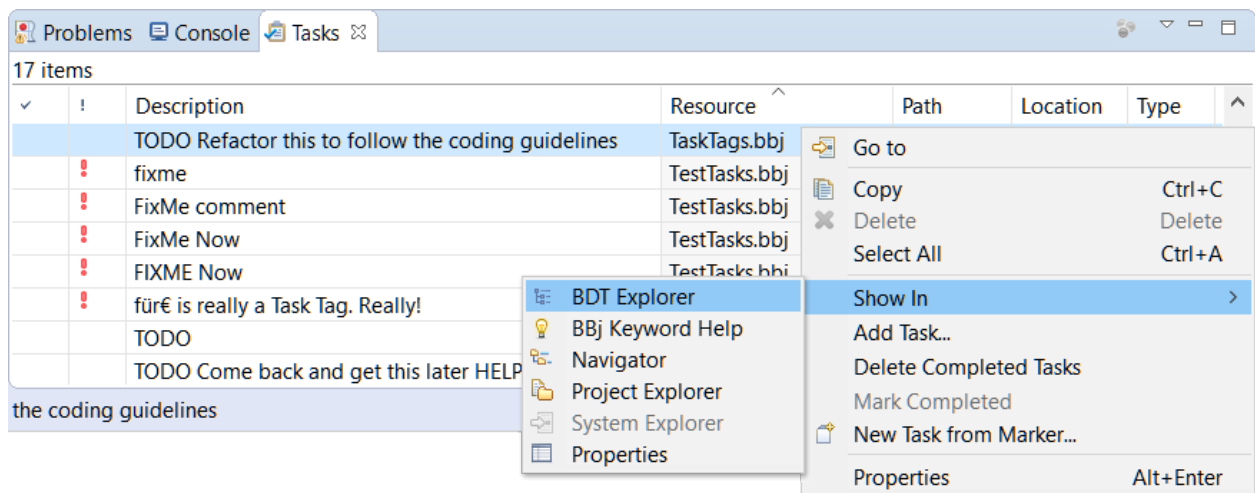 Problems Console Tasks
17 items
! Description Resource Path Location Type
TODO Refactor this to follow the coding guidelines TaskTags.bbj
! fixme TestTasks.bbj
! FixMe comment TestTasks.bbj
! FixMe Now TestTasks.bbj
! FIXME Now TestTasks.bbj
! für€ is really a Task Tag. Really!
TODO
TODO Come back and get this later HELP
the coding guidelines
Go to
Copy Ctrl+C
Delete Delete
Select All Ctrl+A
Show In >
Add Task...
Delete Completed Tasks
Mark Completed
New Task from Marker...
Properties Alt+Enter
BDT Explorer
BBj Keyword Help
Navigator
Project Explorer
System Explorer
Properties